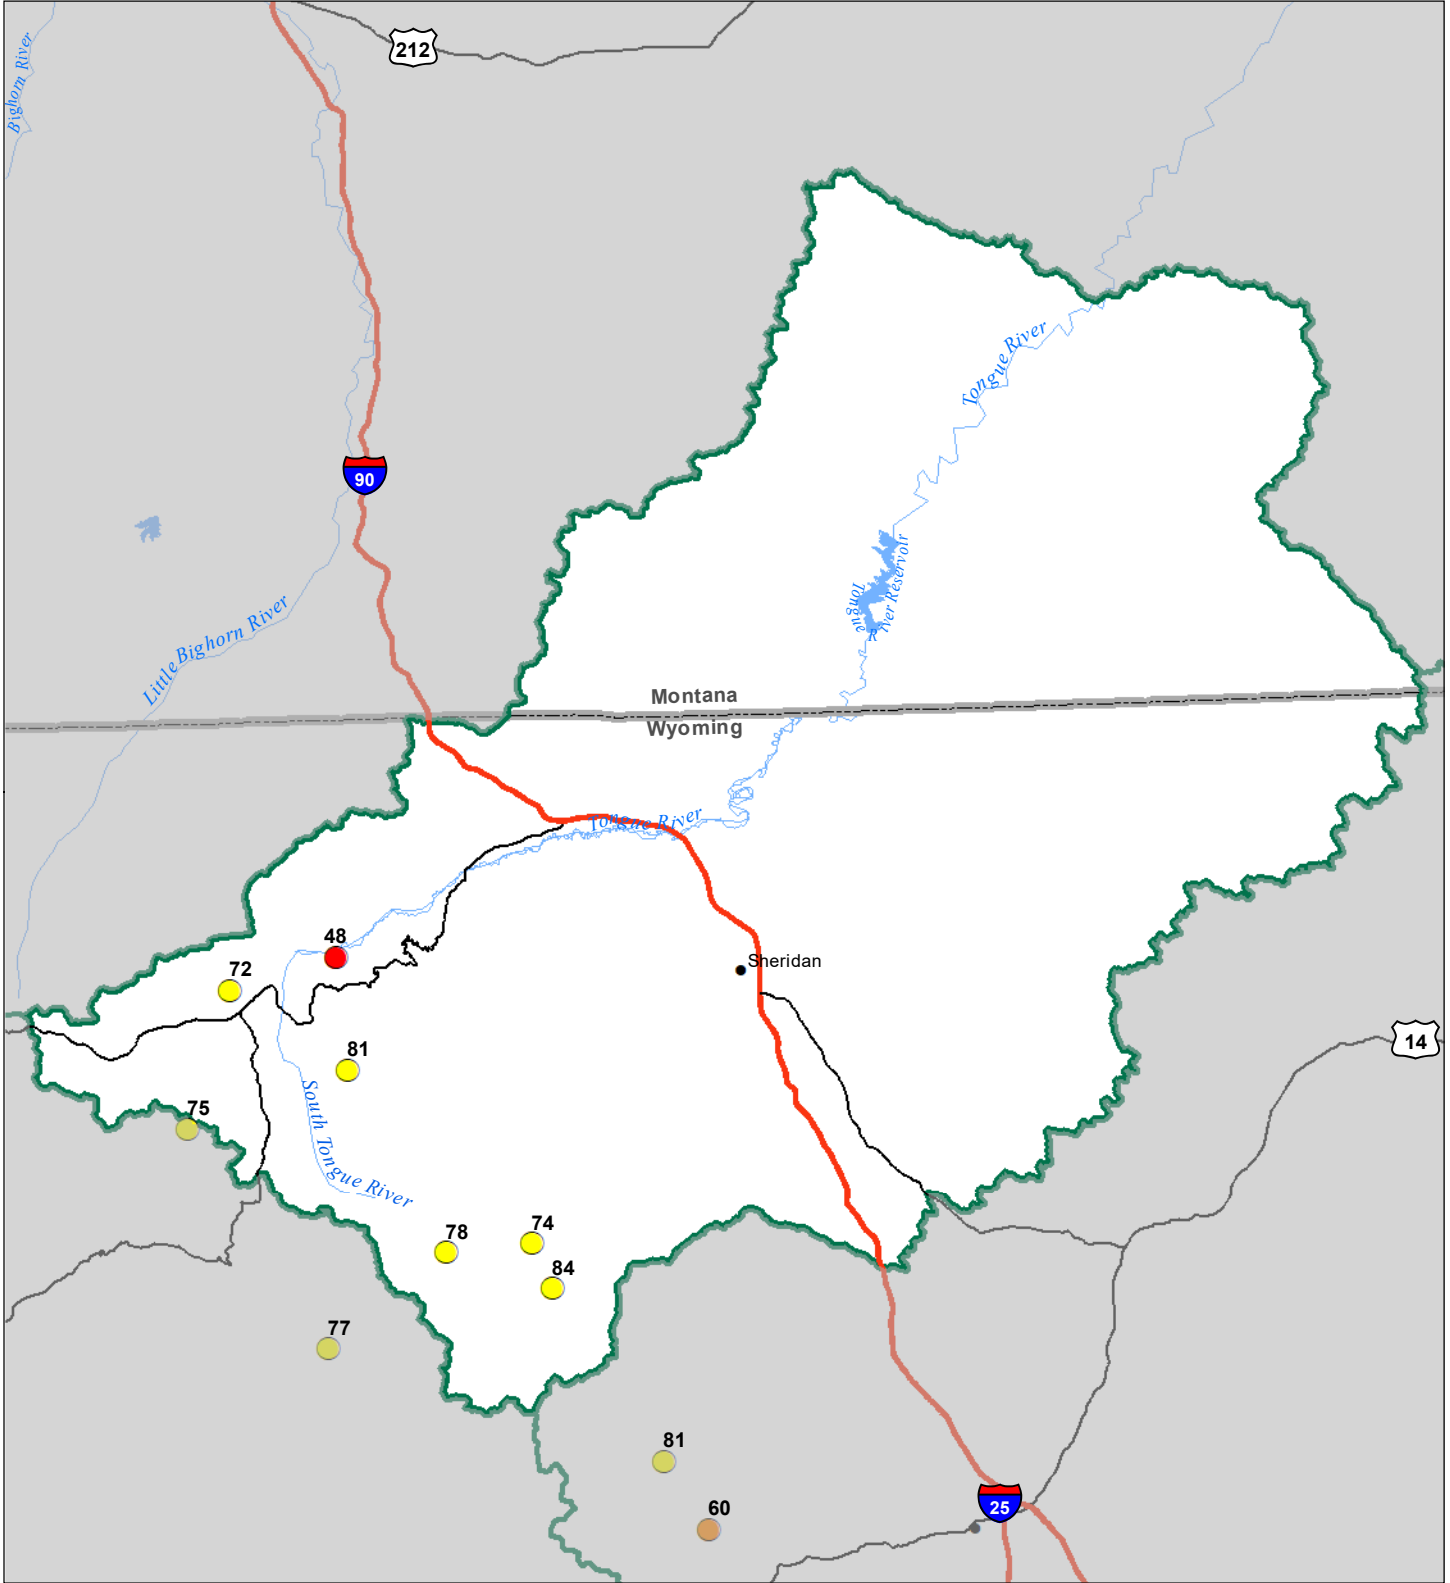 212
Bighorn River
Tongue River
90
Tongue
River Reservoir
Little Bighorn River
Montana
Wyoming
Tongue River
48
Sheridan
72
14
81
75
South Tongue River
74
78
84
77
81
60
25